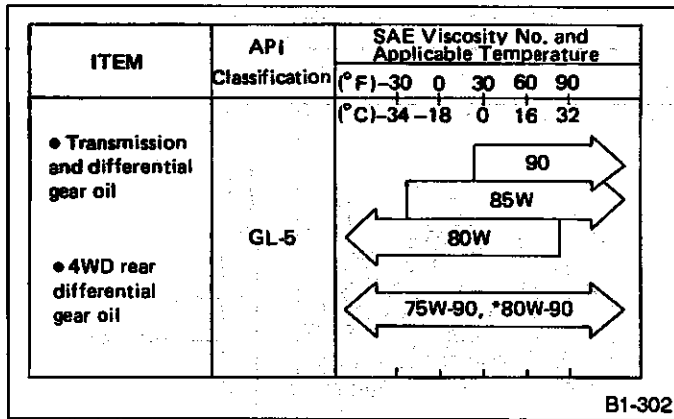 ITEM
APi
Classification
SAE Viscosity No. and
Applicable Temperature
(°F)–30 0 30 60 90
(°C)–34 –18 0 16 32
● Transmission
and differential
gear oil
● 4WD rear
differential
gear oil
GL-5
90
85W
80W
75W-90, *80W-90
B1-302